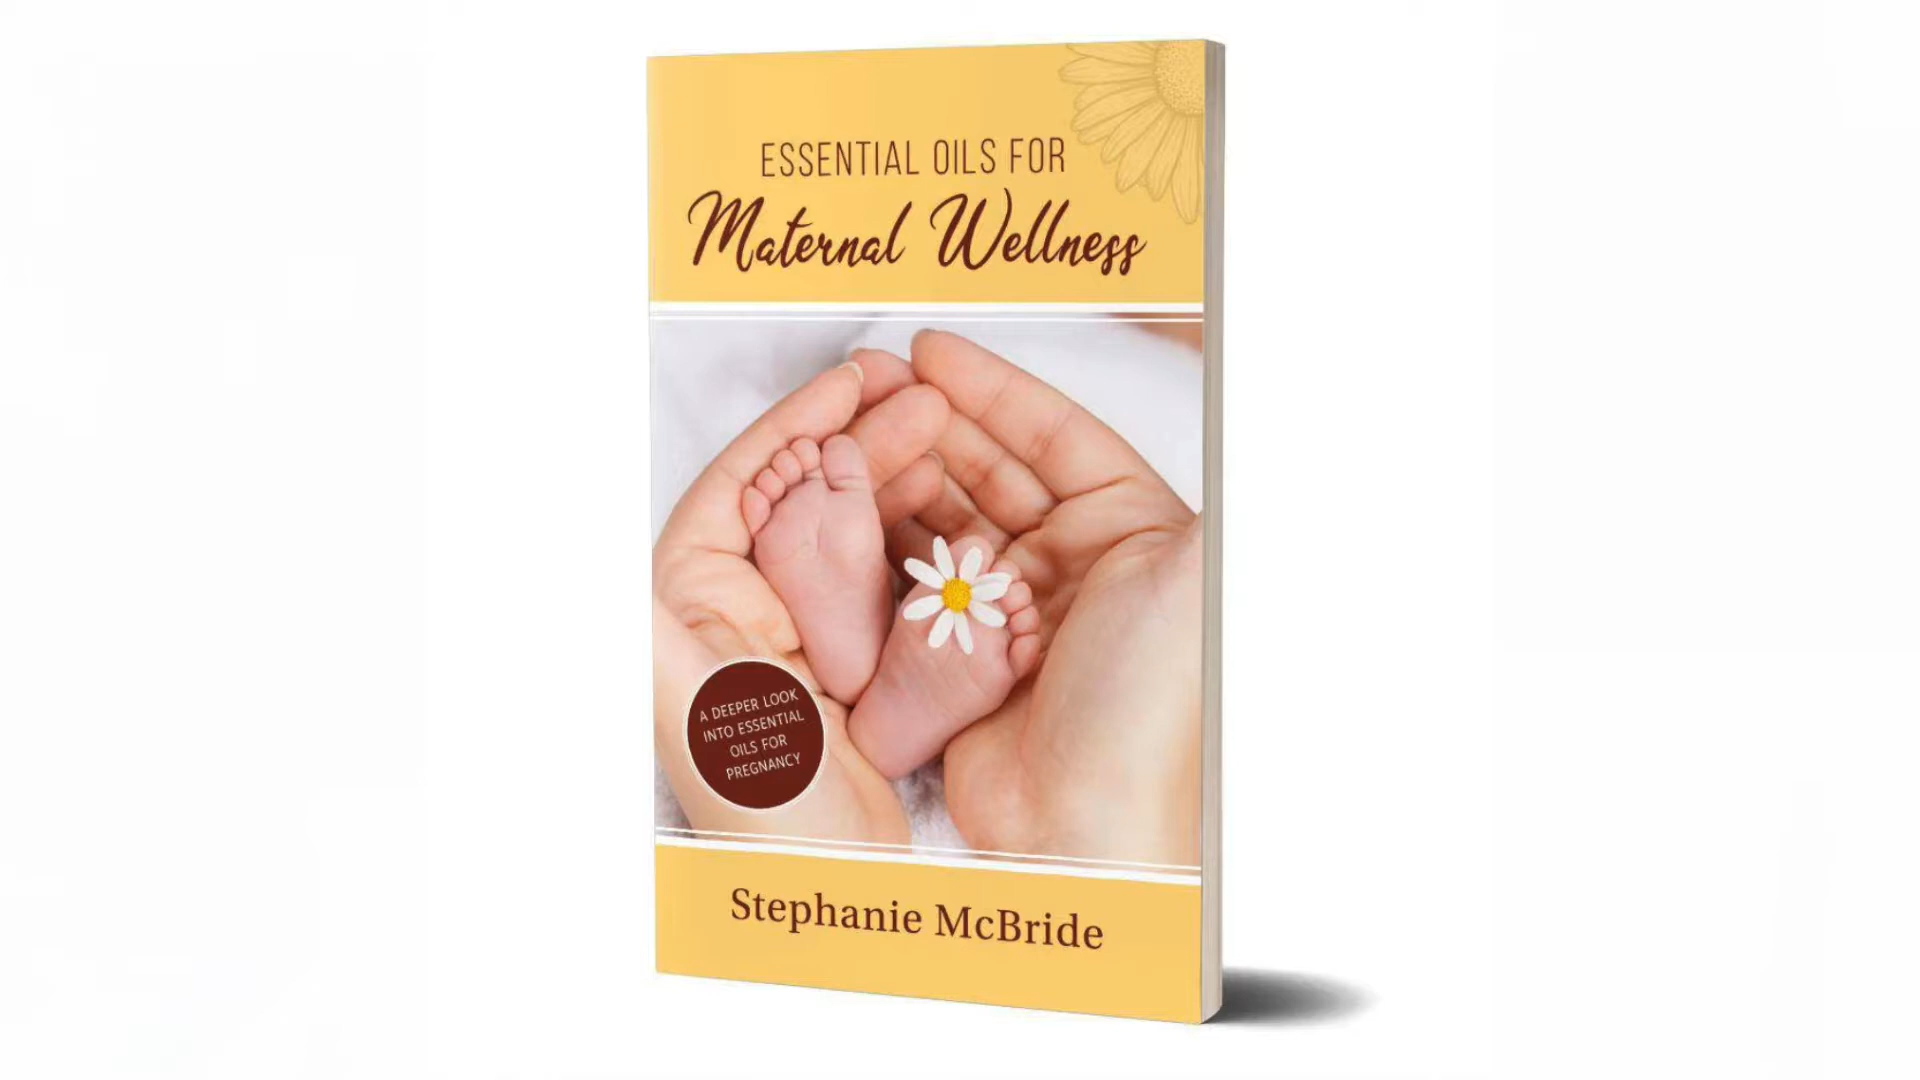 ESSENTIAL OILS FOR
Maternal Wellness
A DEEPER LOOK
INTO ESSENTIAL
OILS FOR
PREGNANCY
Stephanie McBride